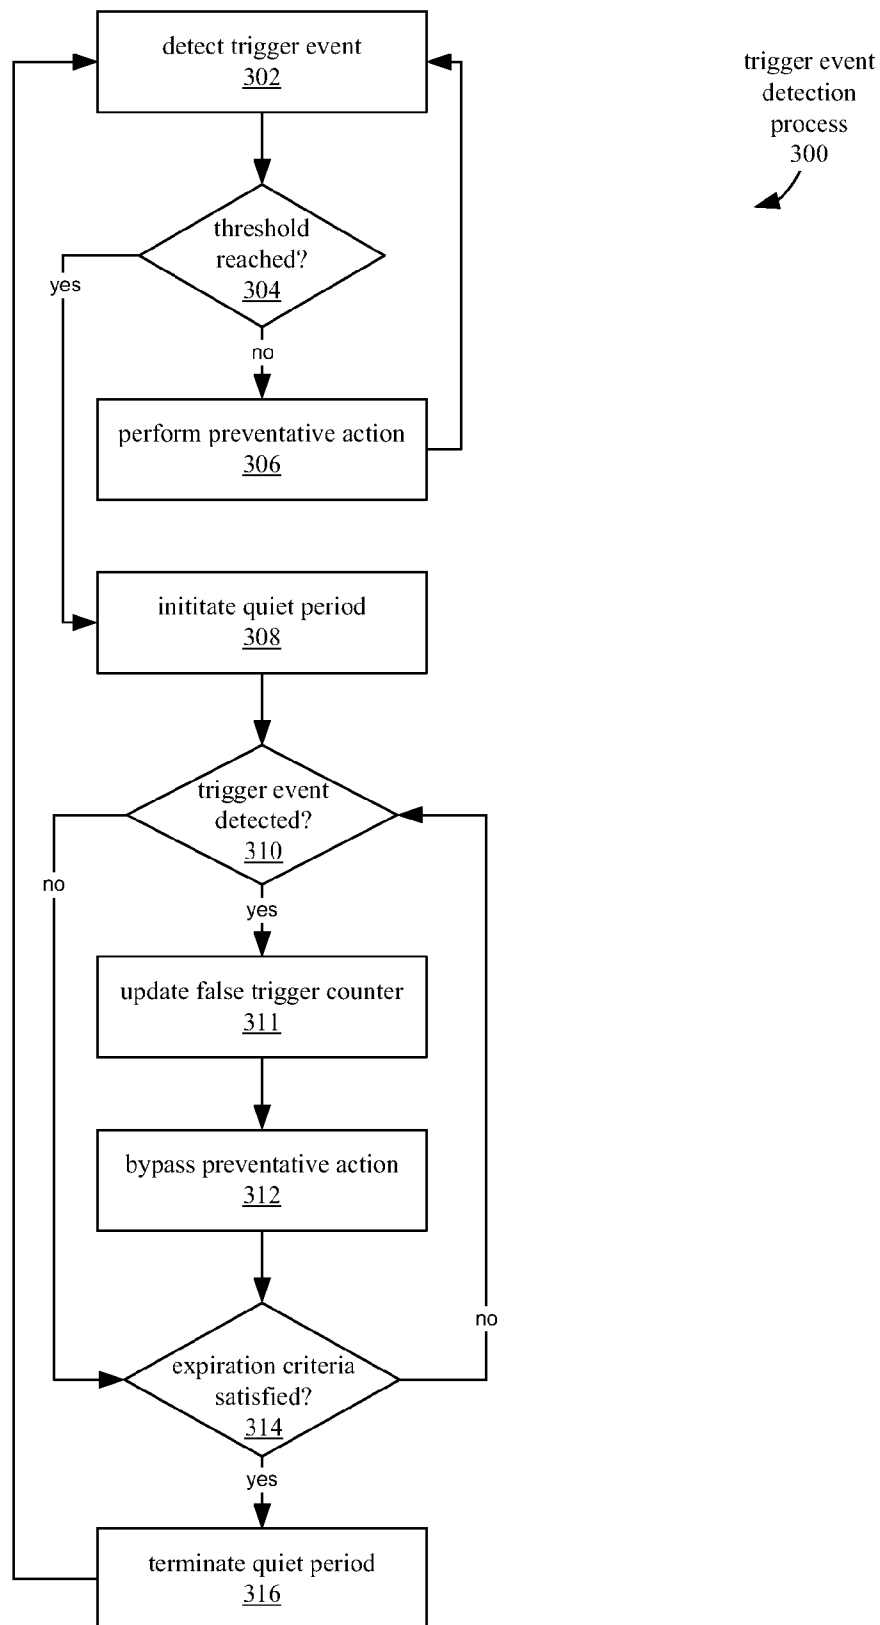 detect trigger event
302
trigger event
detection
process
300
threshold
reached?
304
yes
no
perform preventative action
306
inititate quiet period
308
trigger event
detected?
310
no
yes
update false trigger counter
311
bypass preventative action
312
no
expiration criteria
satisfied?
314
yes
terminate quiet period
316